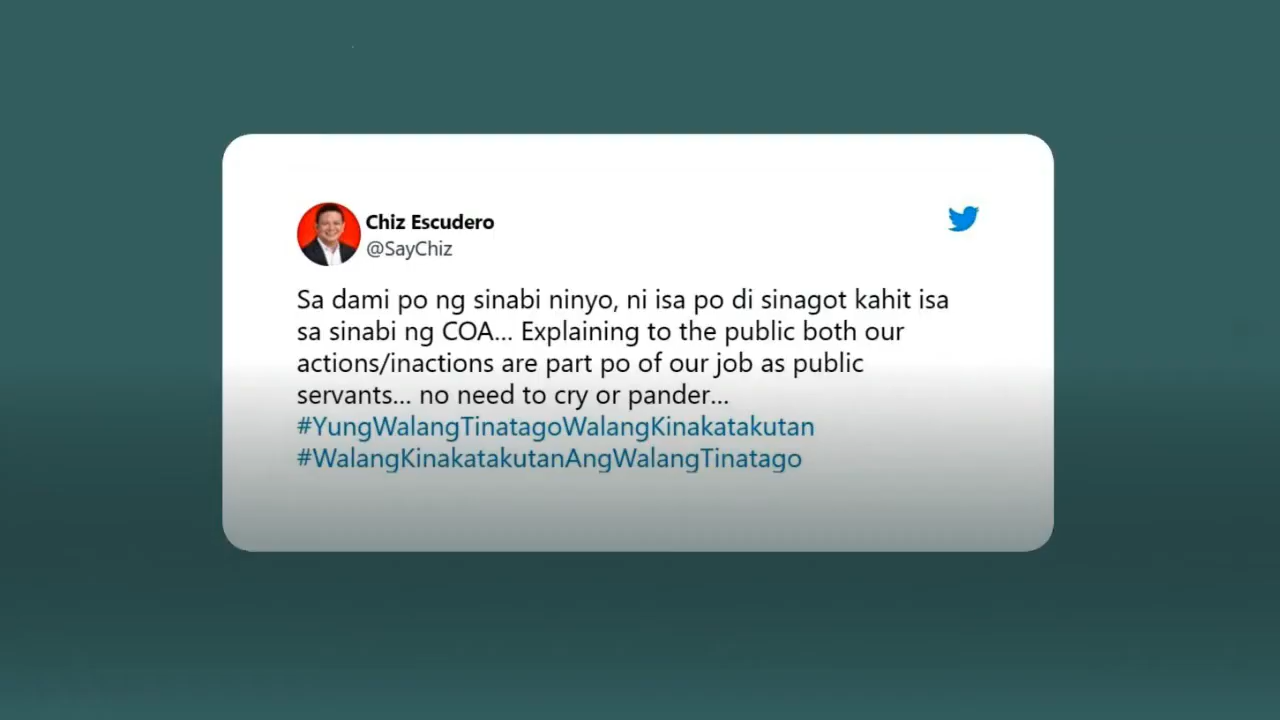 Chiz Escudero
@SayChiz
Sa dami po ng sinabi ninyo, ni isa po di sinagot kahit isa
sa sinabi ng COA... Explaining to the public both our
actions/inactions are part po of our job as public
servants... no need to cry or pander...
#YungWalangTinatagoWalangKinakatakutan
#WalangKinakatakutanAngWalangTinatago